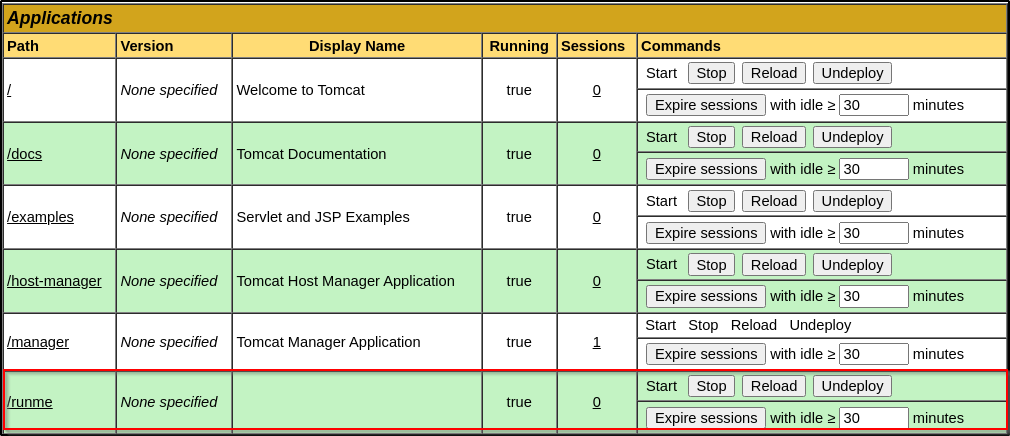 Applications
Path Version Display Name Running Sessions Commands
/ None specified Welcome to Tomcat true 0 Start Stop Reload Undeploy
Expire sessions with idle ≥ 30 minutes
/docs None specified Tomcat Documentation true 0 Start Stop Reload Undeploy
Expire sessions with idle ≥ 30 minutes
/examples None specified Servlet and JSP Examples true 0 Start Stop Reload Undeploy
Expire sessions with idle ≥ 30 minutes
/host-manager None specified Tomcat Host Manager Application true 0 Start Stop Reload Undeploy
Expire sessions with idle ≥ 30 minutes
/manager None specified Tomcat Manager Application true 1 Start Stop Reload Undeploy
Expire sessions with idle ≥ 30 minutes
/runme None specified true 0 Start Stop Reload Undeploy
Expire sessions with idle ≥ 30 minutes